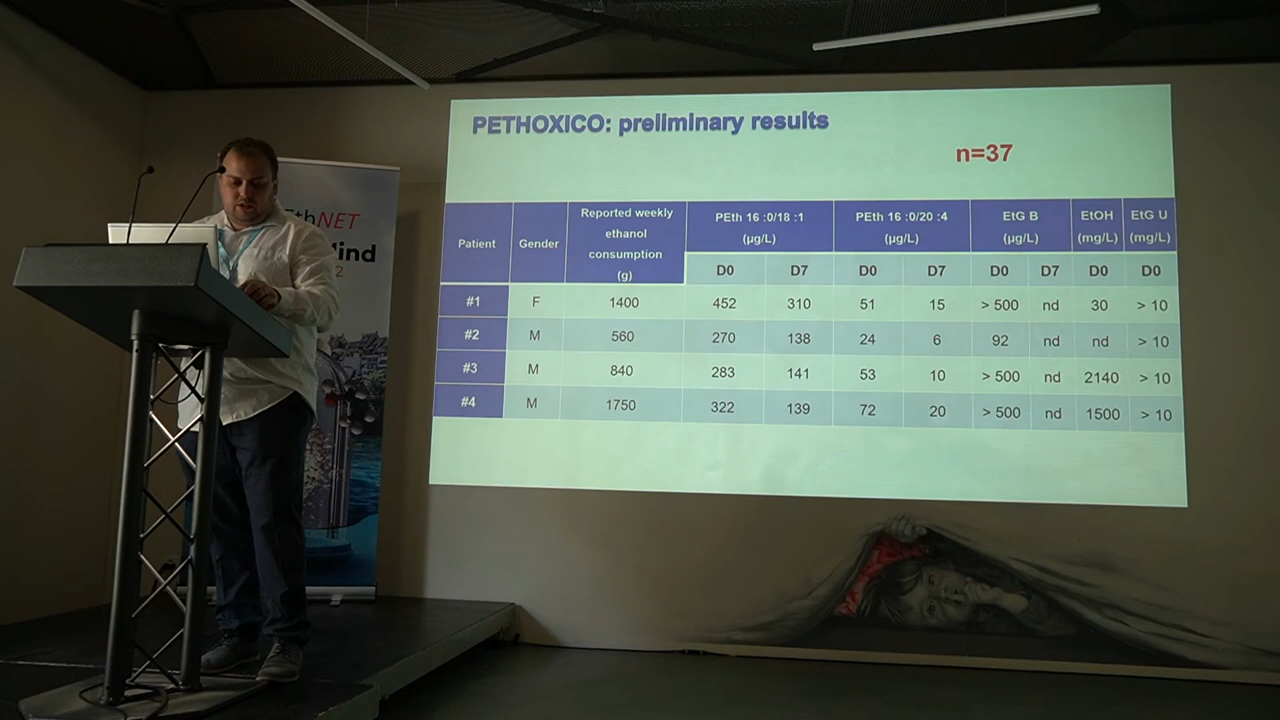 PETHOXICO: preliminary results
n=37
Patient Gender Reported weekly ethanol consumption (g) PEth 16 :0/18 :1 (µg/L) PEth 16 :0/20 :4 (µg/L) EtG B (µg/L) EtOH (mg/L) EtG U (mg/L)
D0 D7 D0 D7 D0 D7 D0 D0
#1 F 1400 452 310 51 15 > 500 nd 30 > 10
#2 M 560 270 138 24 6 92 nd nd > 10
#3 M 840 283 141 53 10 > 500 nd 2140 > 10
#4 M 1750 322 139 72 20 > 500 nd 1500 > 10
NET